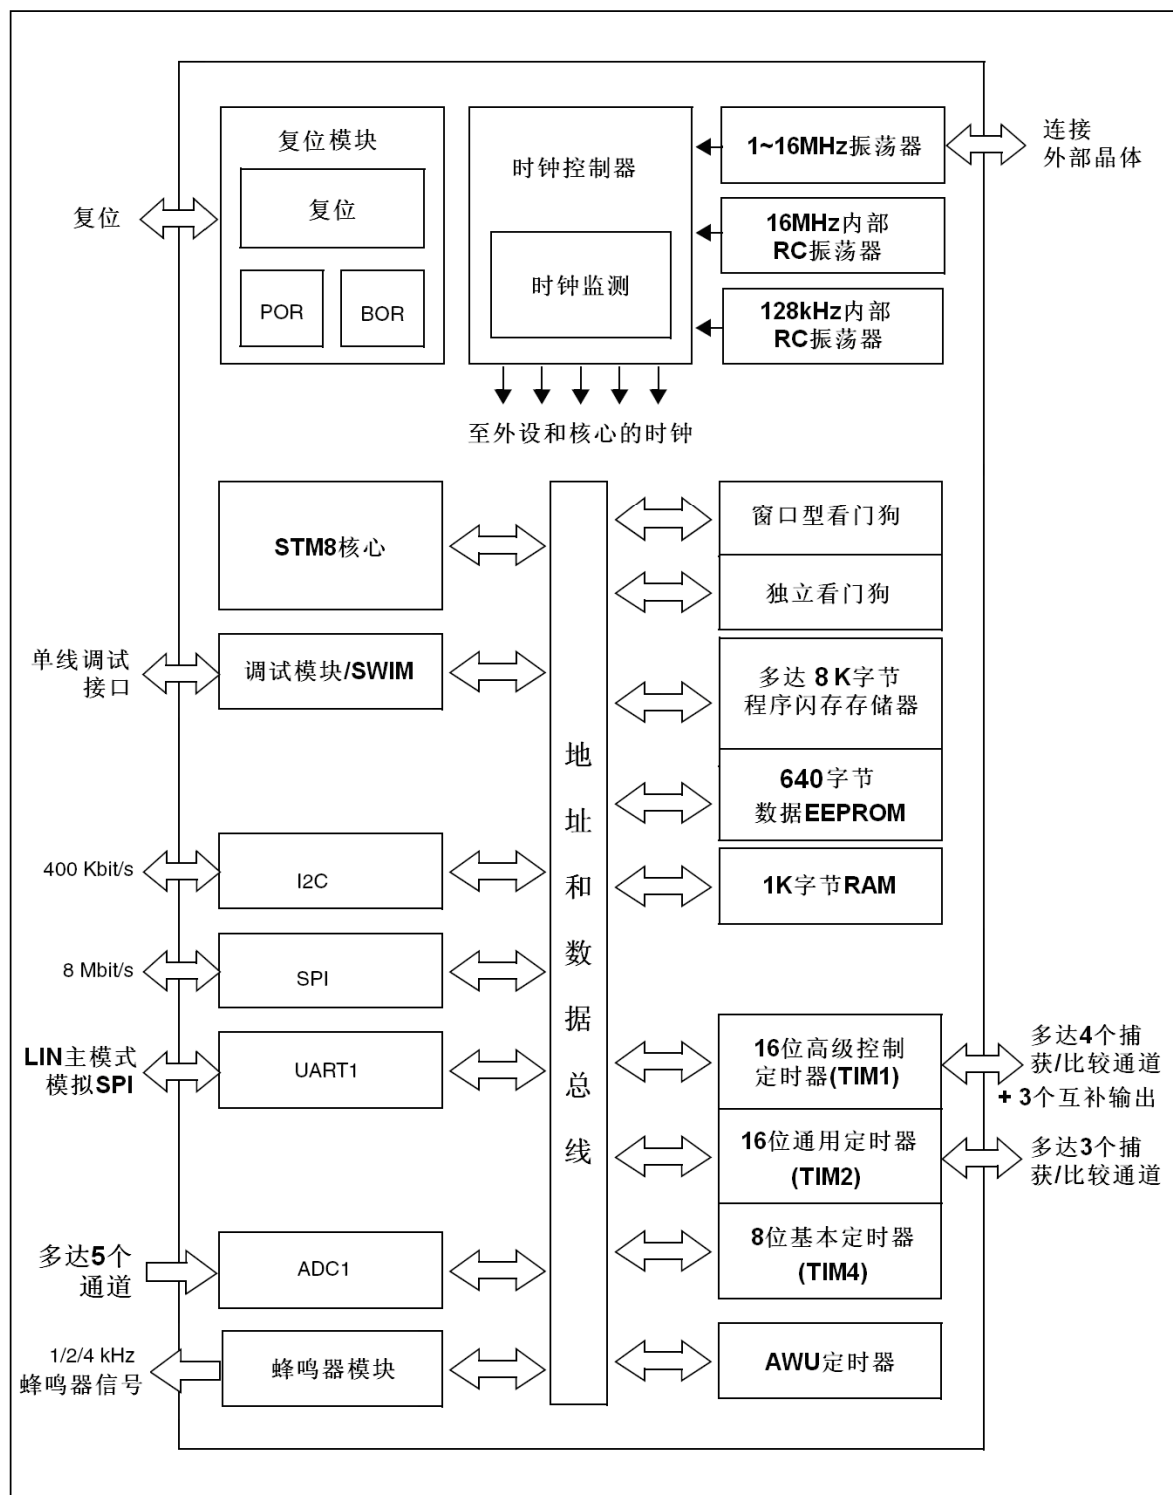 复位模块
复位
POR
BOR
复位
时钟控制器
时钟监测
1~16MHz振荡器
连接
外部晶体
16MHz内部
RC振荡器
128kHz内部
RC振荡器
至外设和核心的时钟
STM8核心
窗口型看门狗
独立看门狗
单线调试
接口
调试模块/SWIM
多达 8 K字节
程序闪存存储器
640字节
数据EEPROM
1K字节RAM
地址和数据总线
400 Kbit/s
I2C
8 Mbit/s
SPI
LIN主模式
模拟SPI
UART1
16位高级控制
定时器(TIM1)
多达4个捕
获/比较通道
+ 3个互补输出
16位通用定时器
(TIM2)
多达3个捕
获/比较通道
8位基本定时器
(TIM4)
多达5个
通道
ADC1
1/2/4 kHz
蜂鸣器信号
蜂鸣器模块
AWU定时器